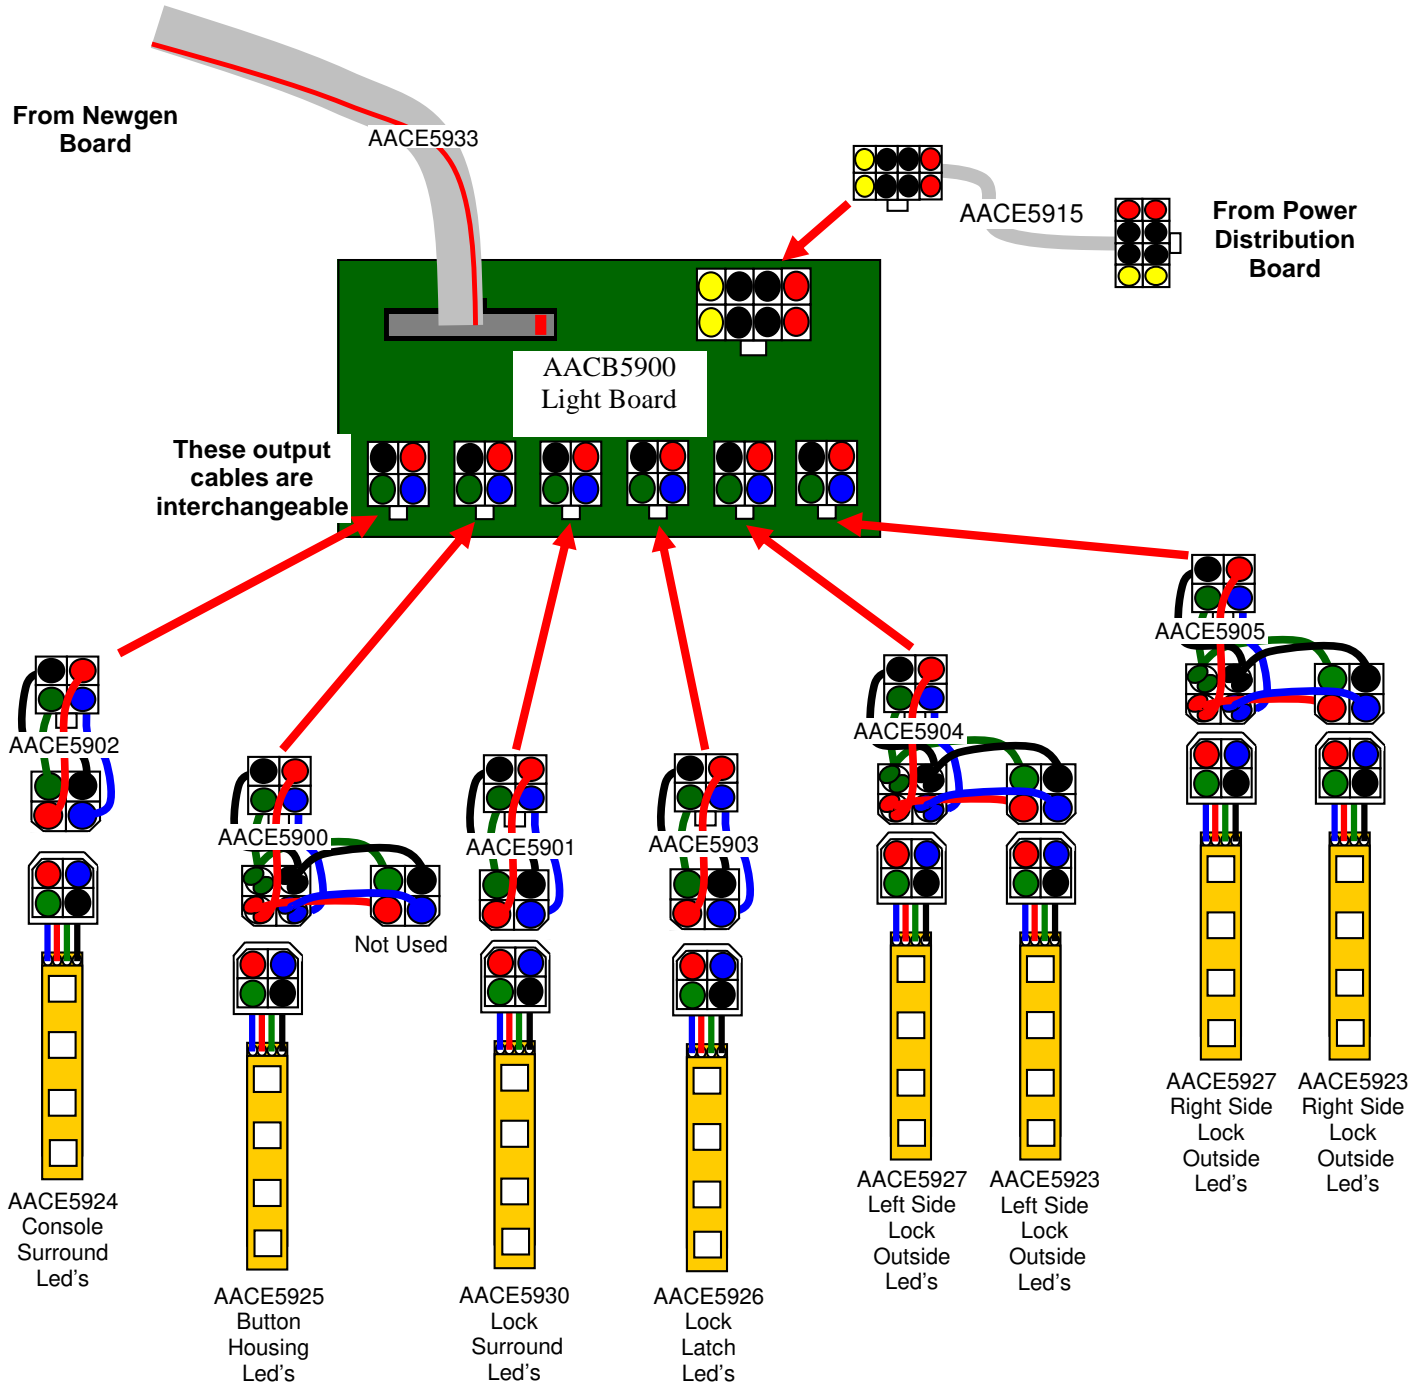 From Newgen
Board
AACE5933
AACE5915
From Power
Distribution
Board
AACB5900
Light Board
These output
cables are
interchangeable
AACE5902
AACE5900
Not Used
AACE5901
AACE5903
AACE5904
AACE5905
AACE5924
Console
Surround
Led's
AACE5925
Button
Housing
Led's
AACE5930
Lock
Surround
Led's
AACE5926
Lock
Latch
Led's
AACE5927
Left Side
Lock
Outside
Led's
AACE5923
Left Side
Lock
Outside
Led's
AACE5927
Right Side
Lock
Outside
Led's
AACE5923
Right Side
Lock
Outside
Led's